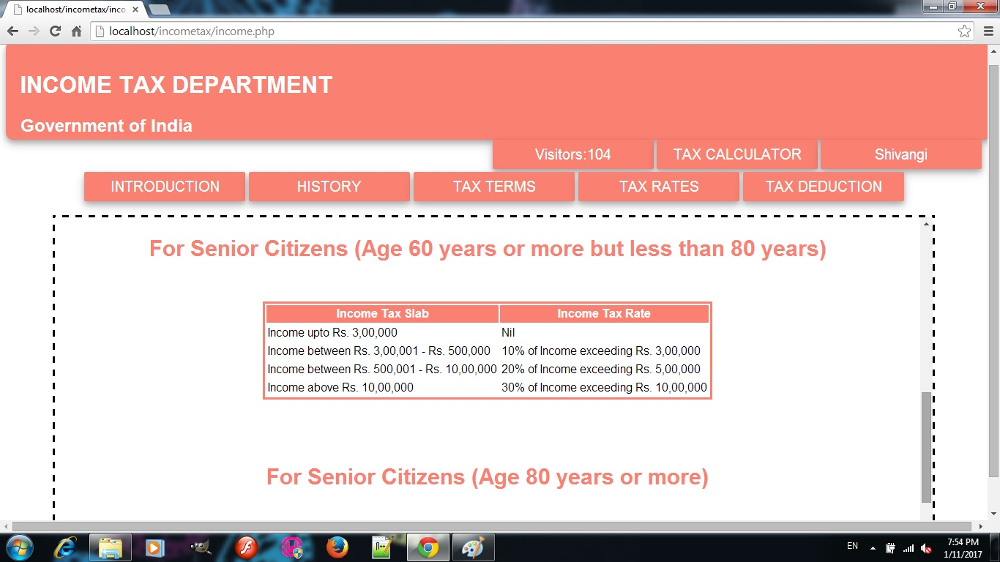 localhost/incometax/inco
localhost/incometax/income.php
INCOME TAX DEPARTMENT
Government of India
Visitors:104 TAX CALCULATOR Shivangi
INTRODUCTION HISTORY TAX TERMS TAX RATES TAX DEDUCTION
For Senior Citizens (Age 60 years or more but less than 80 years)
Income Tax Slab Income Tax Rate
Income upto Rs. 3,00,000 Nil
Income between Rs. 3,00,001 - Rs. 500,000 10% of Income exceeding Rs. 3,00,000
Income between Rs. 500,001 - Rs. 10,00,000 20% of Income exceeding Rs. 5,00,000
Income above Rs. 10,00,000 30% of Income exceeding Rs. 10,00,000
For Senior Citizens (Age 80 years or more)
EN
7:54 PM
1/11/2017